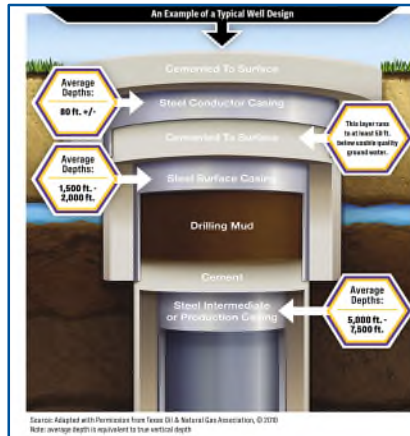 An Example of a Typical Well Design
Cemented To Surface
Average
Depths:
80 ft. +/-
Steel Conductor Casing
Cemented To Surface
This layer runs
to at least 50 ft.
below usable quality
ground water.
Average
Depths:
1,500 ft. -
2,000 ft.
Steel Surface Casing
Drilling Mud
Cement
Steel Intermediate
or Production Casing
Average
Depths:
5,000 ft. -
7,500 ft.
Source: Adapted with Permission from Texas Oil & Natural Gas Association, © 2010
Note: average depth is equivalent to true vertical depth